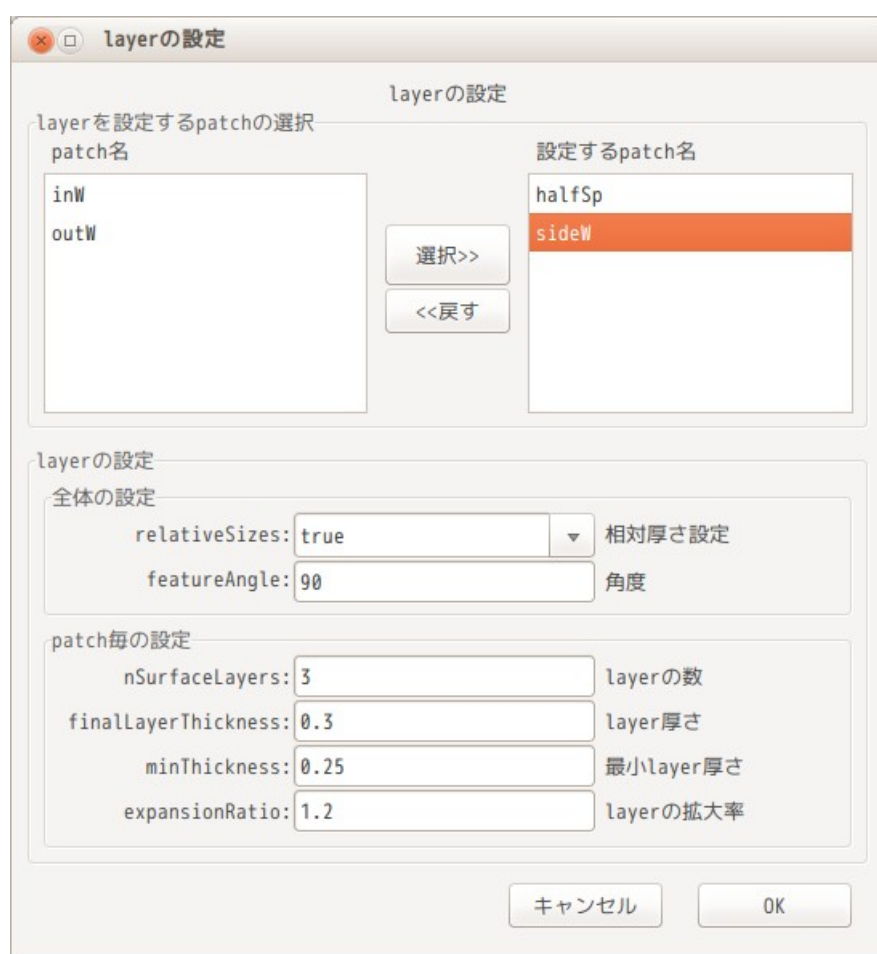 layerの設定
layerの設定
layerを設定するpatchの選択
patch名
設定するpatch名
inW
outW
選択>>
<<戻す
halfSp
sideW
layerの設定
全体の設定
relativeSizes: true 相対厚さ設定
featureAngle: 90 角度
patch毎の設定
nSurfaceLayers: 3 layerの数
finalLayerThickness: 0.3 layer厚さ
minThickness: 0.25 最小layer厚さ
expansionRatio: 1.2 layerの拡大率
キャンセル OK